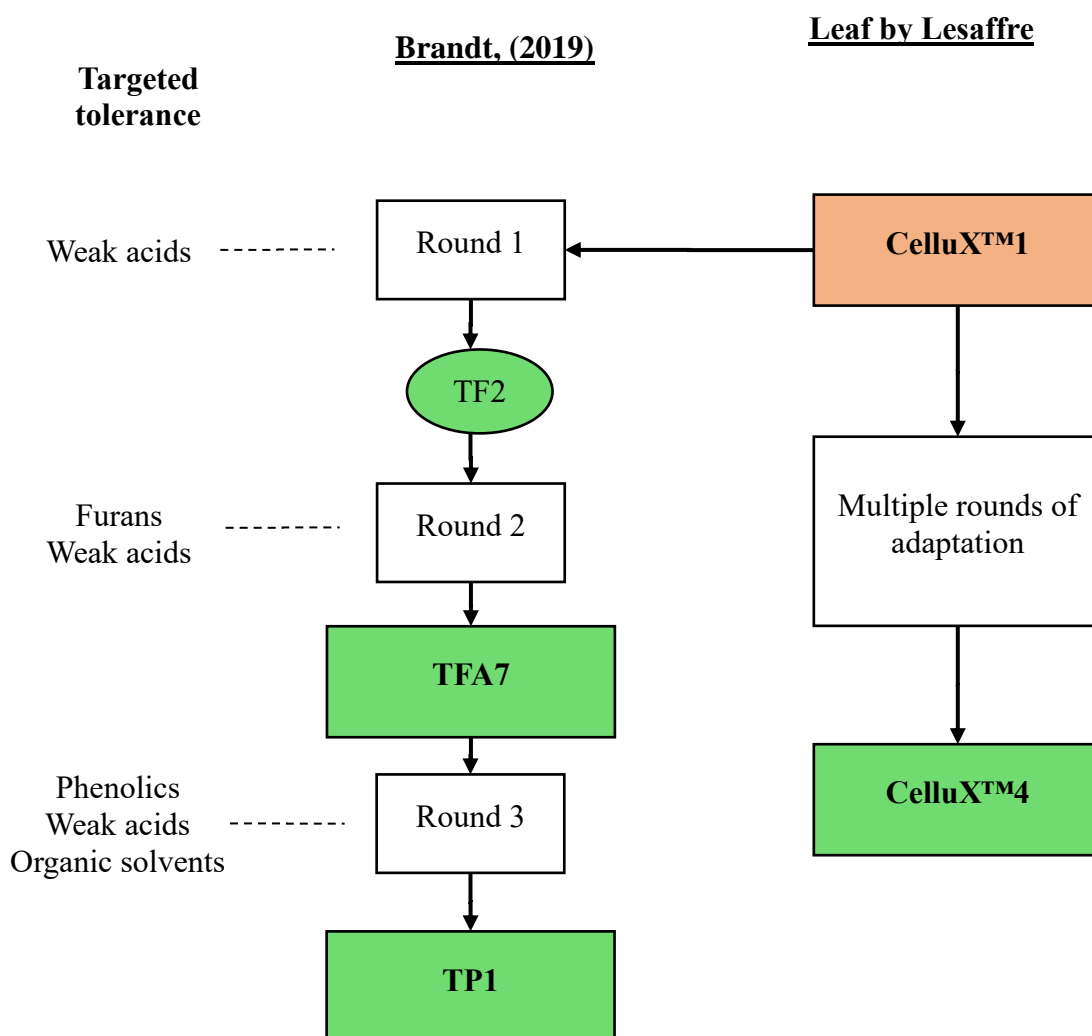 Brandt, (2019)
Leaf by Lesaffre
Targeted
tolerance
Weak acids
Round 1
CelluX™1
TF2
Furans
Weak acids
Round 2
Multiple rounds of
adaptation
TFA7
Phenolics
Weak acids
Organic solvents
Round 3
CelluX™4
TP1